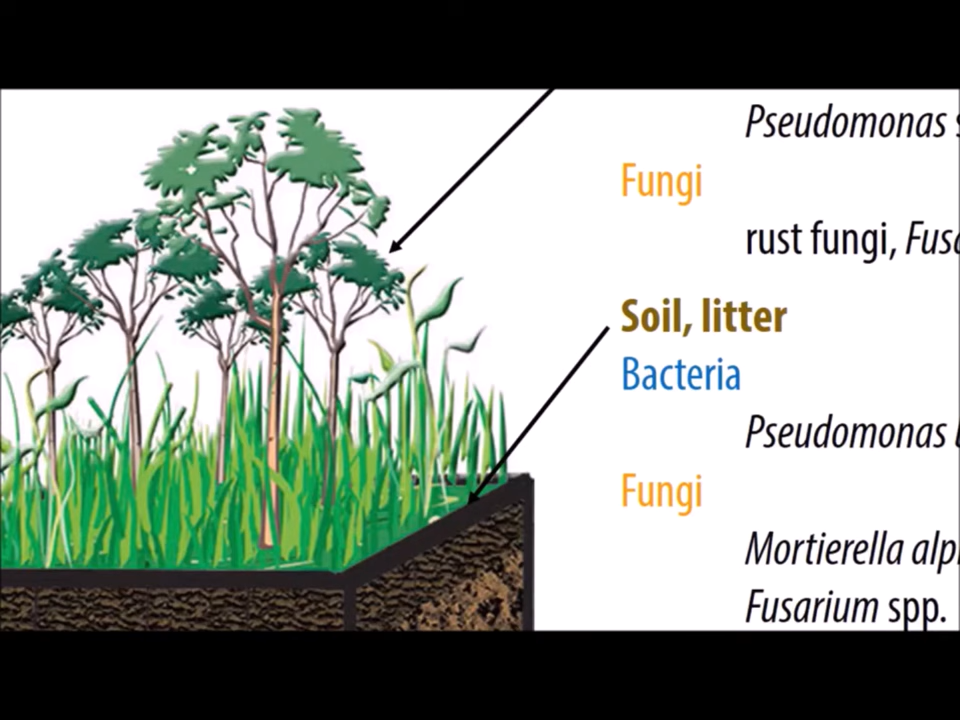 Pseudomonas
Fungi
rust fungi,
Soil, litter
Bacteria
Pseudomonas
Fungi
Mortierella
Fusarium spp.